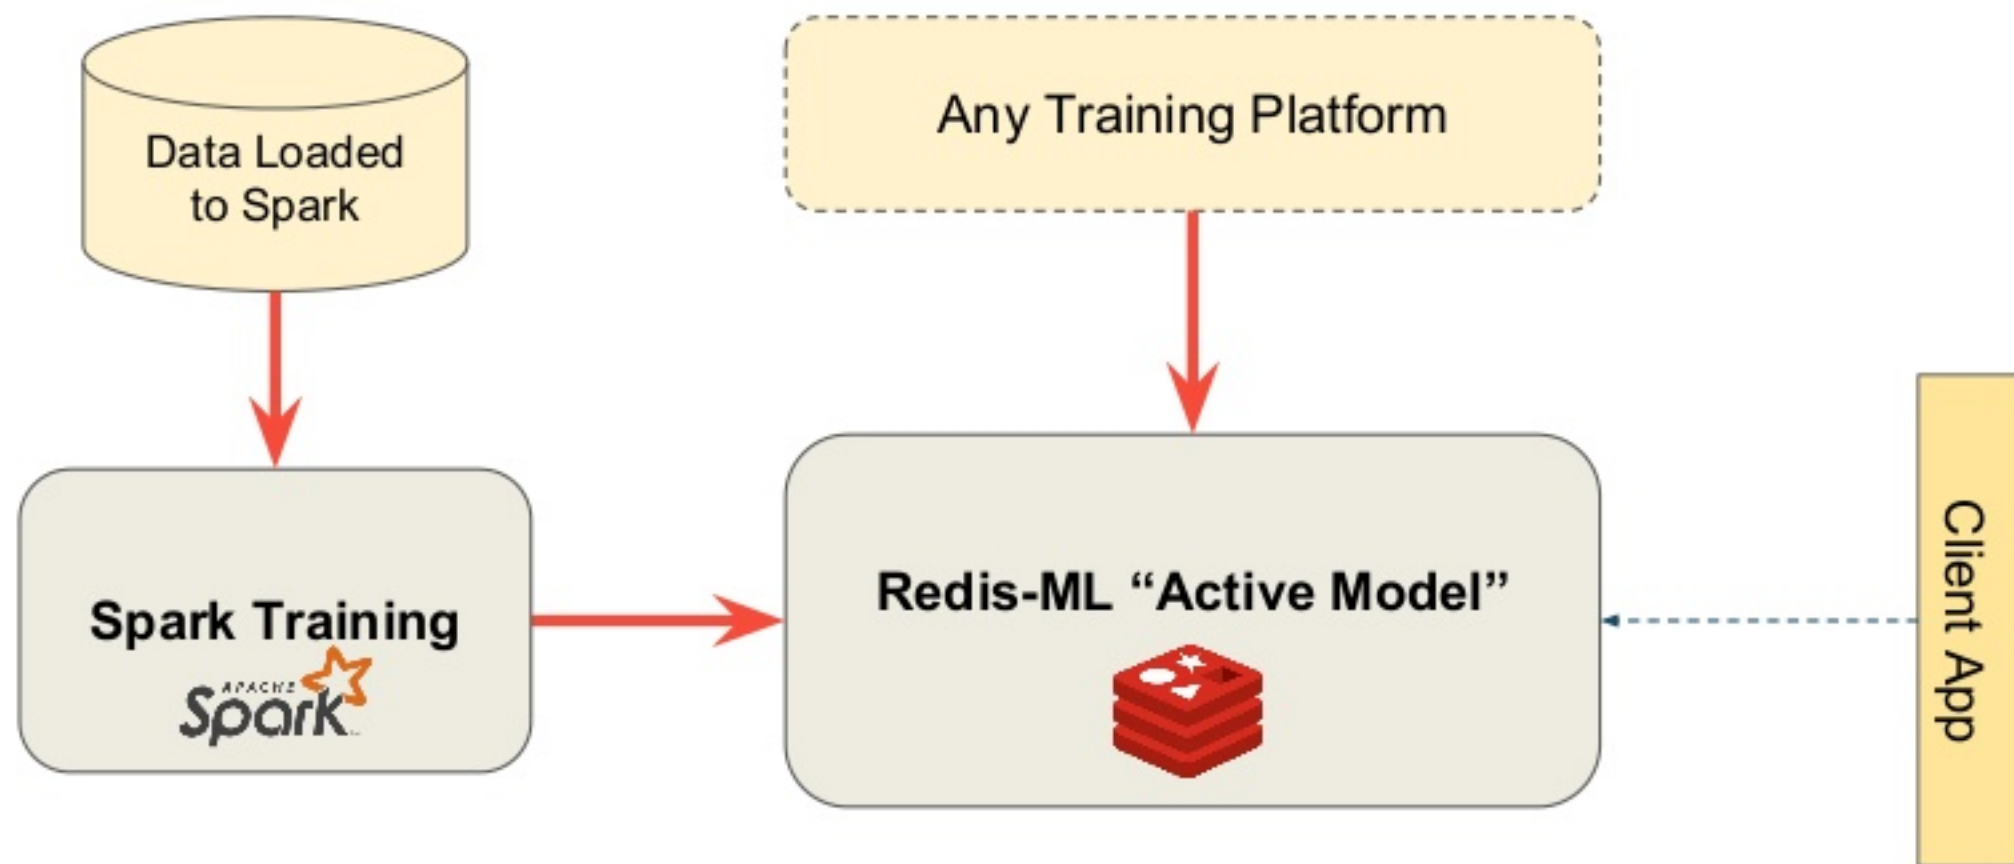 Data Loaded
to Spark
Any Training Platform
Spark Training
APACHE
Spark
Redis-ML “Active Model”
Client App